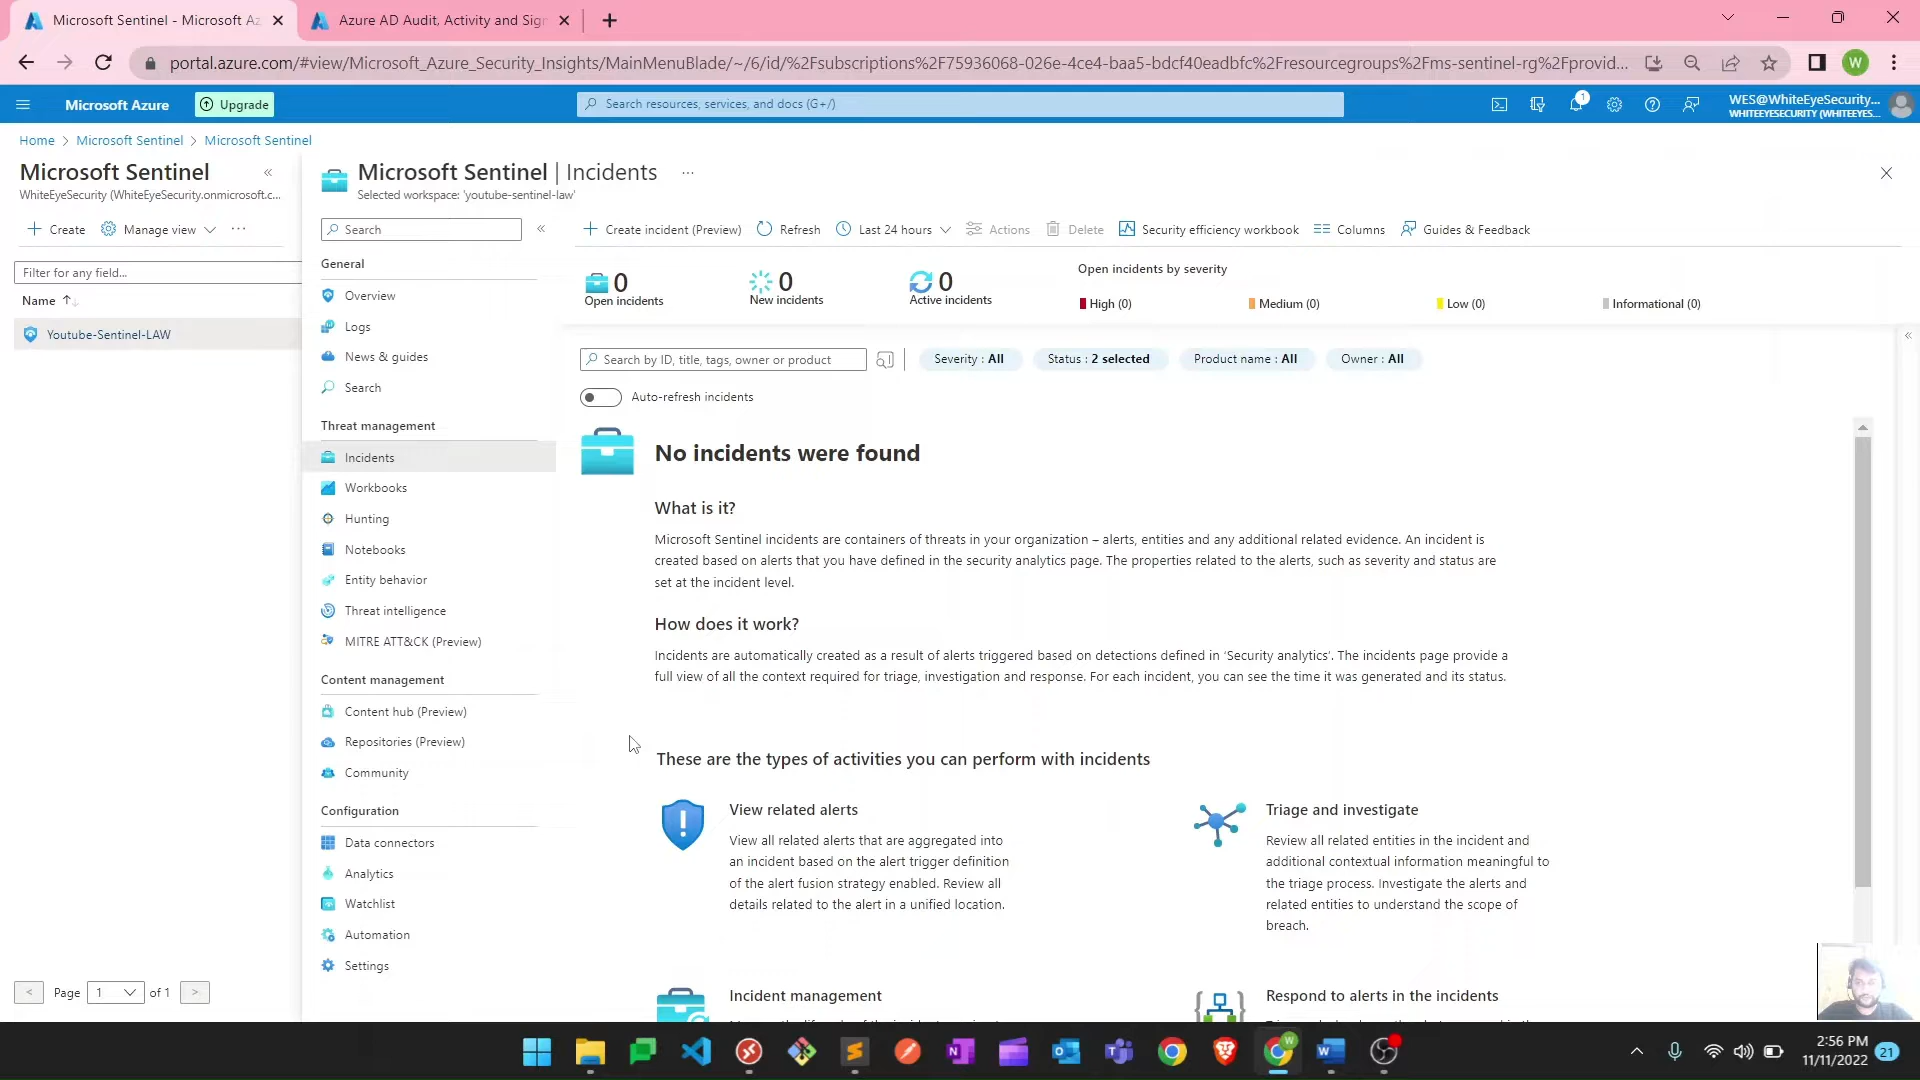 Microsoft Sentinel - Microsoft Az
Azure AD Audit, Activity and Sign
portal.azure.com/#view/Microsoft_Azure_Security_Insights/MainMenuBlade/~/6/id/%2Fsubscriptions%2F75936068-026e-4ce4-baa5-bdcf40eadbfc%2Fresourcegroups%2Fms-sentinel-rg%2Fprovid...
W
Microsoft Azure
Upgrade
Search resources, services, and docs (G+/)
1
WES@WhiteEyeSecurity...
WHITEEYESECURITY (WHITEEYES...
Home > Microsoft Sentinel > Microsoft Sentinel
Microsoft Sentinel
WhiteEyeSecurity (WhiteEyeSecurity.onmicrosoft.c...
Create
Manage view
Filter for any field...
Name
Youtube-Sentinel-LAW
Page 1 of 1
Microsoft Sentinel | Incidents
Selected workspace: 'youtube-sentinel-law'
Search
General
Overview
Logs
News & guides
Search
Threat management
Incidents
Workbooks
Hunting
Notebooks
Entity behavior
Threat intelligence
MITRE ATT&CK (Preview)
Content management
Content hub (Preview)
Repositories (Preview)
Community
Configuration
Data connectors
Analytics
Watchlist
Automation
Settings
Create incident (Preview)
Refresh
Last 24 hours
Actions
Delete
Security efficiency workbook
Columns
Guides & Feedback
0
Open incidents
0
New incidents
0
Active incidents
Open incidents by severity
High (0)
Medium (0)
Low (0)
Informational (0)
Search by ID, title, tags, owner or product
Severity : All
Status : 2 selected
Product name : All
Owner : All
Auto-refresh incidents
No incidents were found
What is it?
Microsoft Sentinel incidents are containers of threats in your organization – alerts, entities and any additional related evidence. An incident is
created based on alerts that you have defined in the security analytics page. The properties related to the alerts, such as severity and status are
set at the incident level.
How does it work?
Incidents are automatically created as a result of alerts triggered based on detections defined in ‘Security analytics’. The incidents page provide a
full view of all the context required for triage, investigation and response. For each incident, you can see the time it was generated and its status.
These are the types of activities you can perform with incidents
View related alerts
View all related alerts that are aggregated into
an incident based on the alert trigger definition
of the alert fusion strategy enabled. Review all
details related to the alert in a unified location.
Triage and investigate
Review all related entities in the incident and
additional contextual information meaningful to
the triage process. Investigate the alerts and
related entities to understand the scope of
breach.
Incident management
Respond to alerts in the incidents
2:56 PM
11/11/2022
21